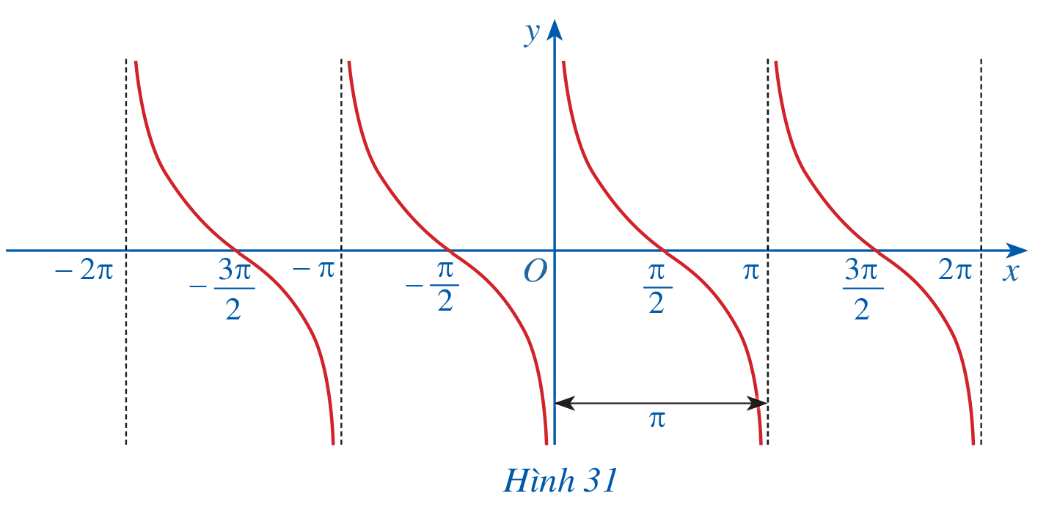 y
− 2π
− 3π/2
− π
− π/2
O
π/2
π
3π/2
2π
x
π
Hình 31